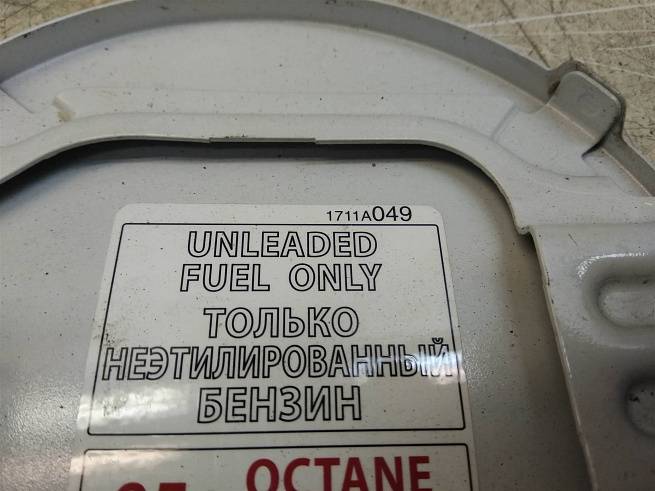 1711A049
UNLEADED
FUEL ONLY
ТОЛЬКО
НЕЭТИЛИРОВАННЫЙ
БЕНЗИН
OCTANE